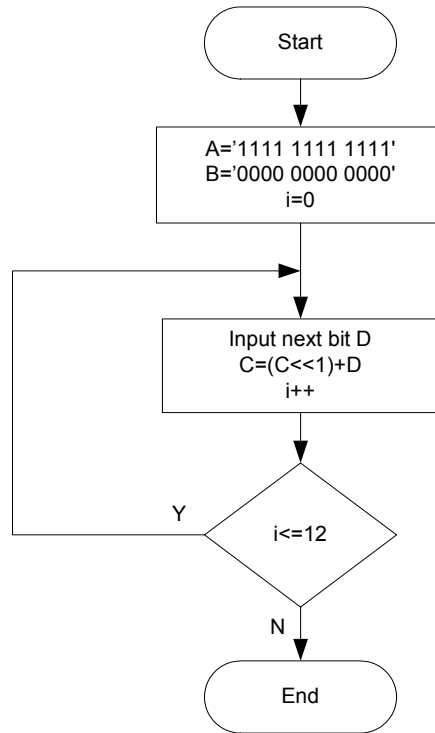 Start
A=’1111 1111 1111'
B=’0000 0000 0000'
i=0
Input next bit D
C=(C<<1)+D
i++
Y
i<=12
N
End